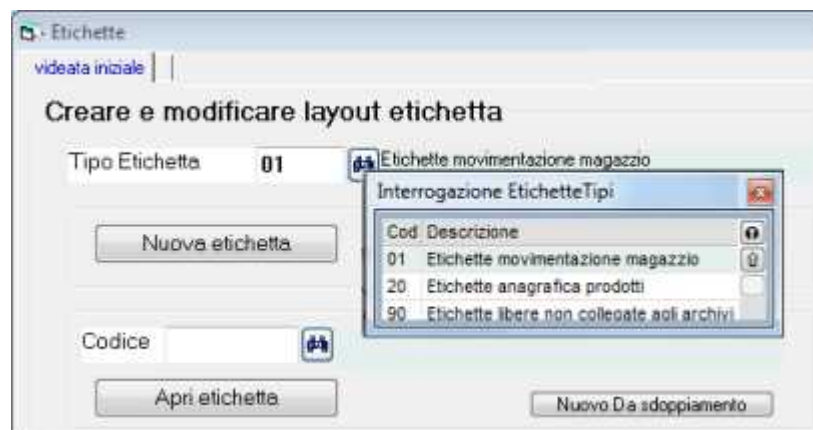 - Etichette
videata iniziale
Creare e modificare layout etichetta
Tipo Etichetta 01 Etichette movimentazione magazzio
Interrogazione EtichetteTipi
Cod Descrizione
01 Etichette movimentazione magazzio
20 Etichette anagrafica prodotti
90 Etichette libere non collegate agli archivi
Nuova etichetta
Codice
Apri etichetta
Nuovo Da sdoppiamento